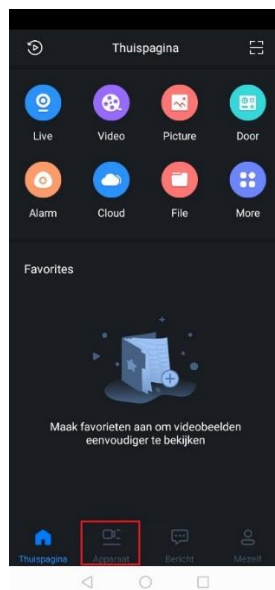 Thuispagina
Live Video Picture Door
Alarm Cloud File More
Favorites
Maak favorieten aan om videobeelden
eenvoudiger te bekijken
Thuispagina Apparaat Bericht Mezelf